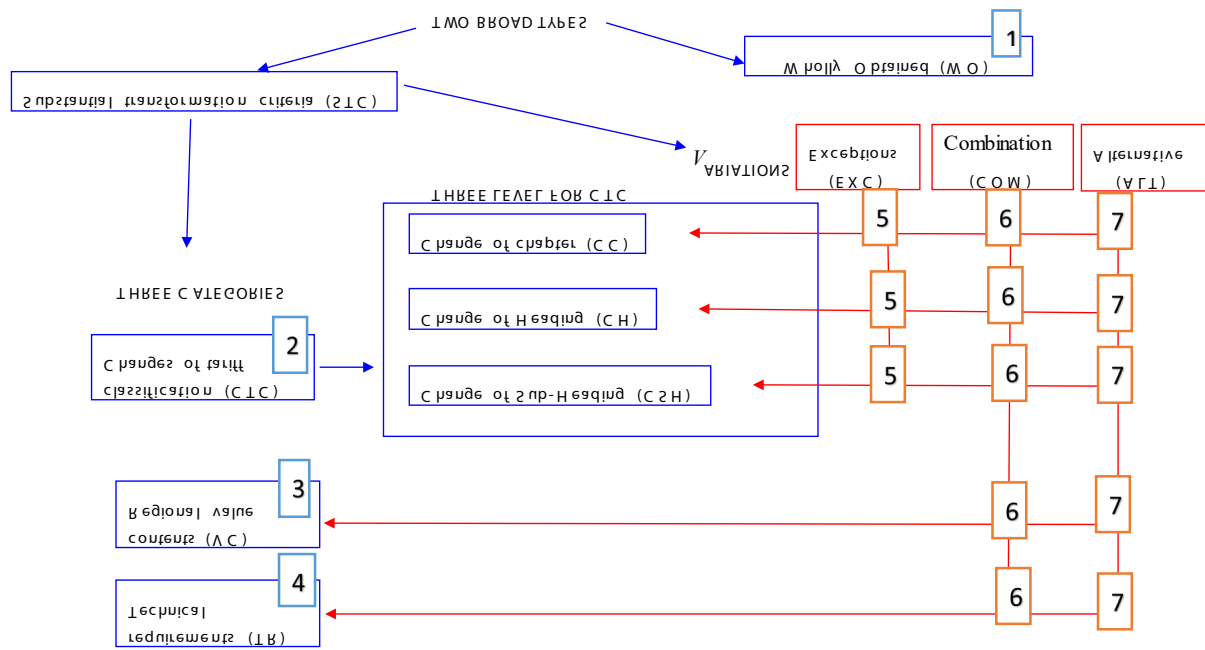 TWO BROAD TYPES
1
Wholly Obtained (WO)
Substantial transformation criteria (STC)
VARIATIONS
Exceptions
(EXC)
Combination
(COM)
Alternative
(ALT)
THREE LEVEL FOR CTC
Change of chapter (CC)
5
6
7
THREE CATEGORIES
Change of Heading (CH)
5
6
7
2
Changes of tariff
classification (CTC)
Change of Sub-Heading (CSH)
5
6
7
3
Regional value
contents (VC)
6
7
4
Technical
requirements (TR)
6
7